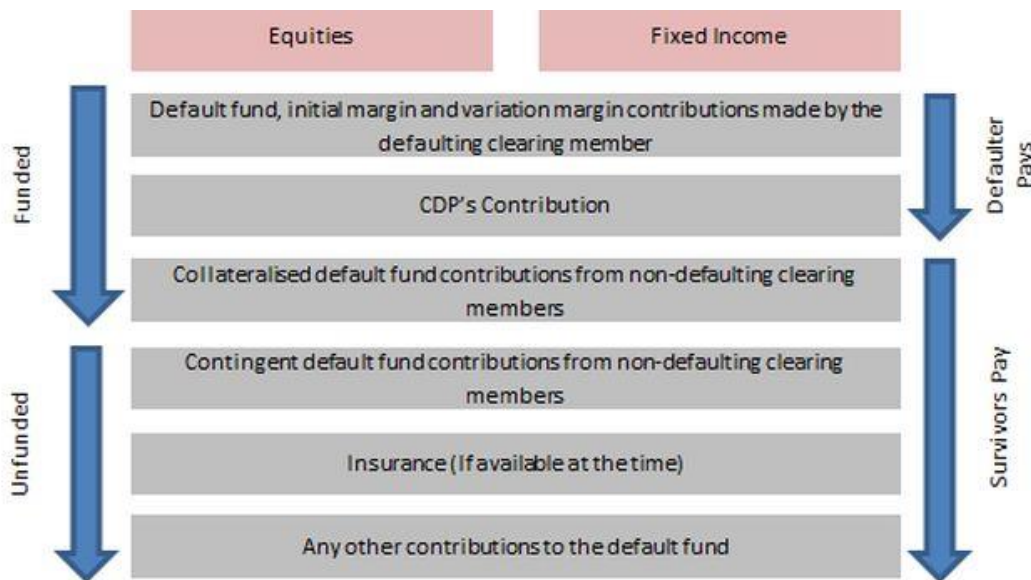 Equities
Fixed Income
Default fund, initial margin and variation margin contributions made by the
defaulting clearing member
CDP's Contribution
Collateralised default fund contributions from non-defaulting clearing
members
Contingent default fund contributions from non-defaulting clearing
members
Insurance (If available at the time)
Any other contributions to the default fund
Funded
Unfunded
Defaulter
Pays
Survivors Pay